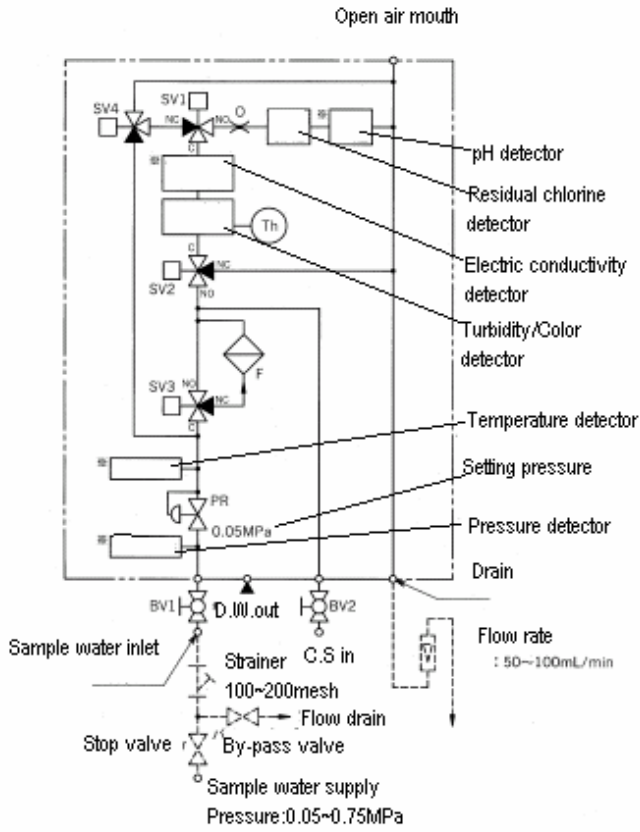 Open air mouth
SV1
SV4
NC
NO
O
C
※
※
pH detector
Residual chlorine
detector
Th
Electric conductivity
detector
C
NC
SV2
NO
Turbidity/Color
detector
F
NO
SV3
NC
C
Temperature detector
※
Setting pressure
PR
0.05MPa
Pressure detector
※
Drain
BV1
D.W.out
BV2
Sample water inlet
C.S in
Flow rate
: 50~100mL/min
Strainer
100~200mesh
Flow drain
Stop valve
By-pass valve
Sample water supply
Pressure:0.05~0.75MPa